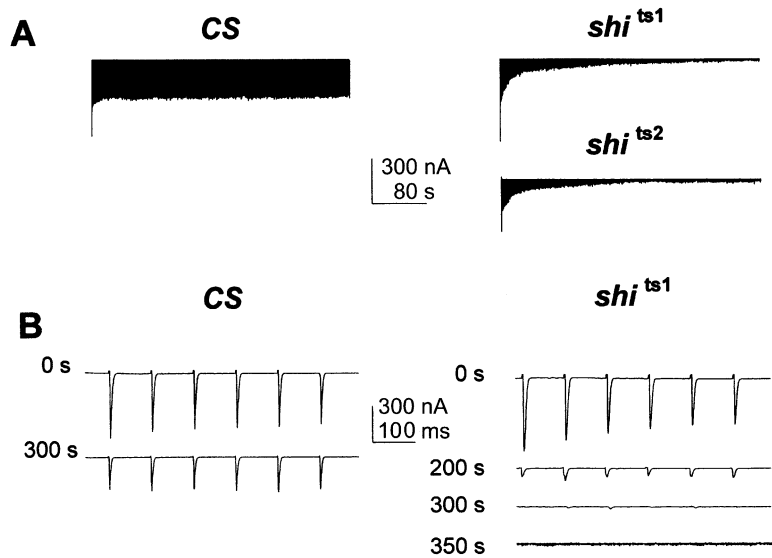 A
CS
shi ts1
shi ts2
300 nA
80 s
B
CS
shi ts1
0 s
300 s
300 nA
100 ms
0 s
200 s
300 s
350 s